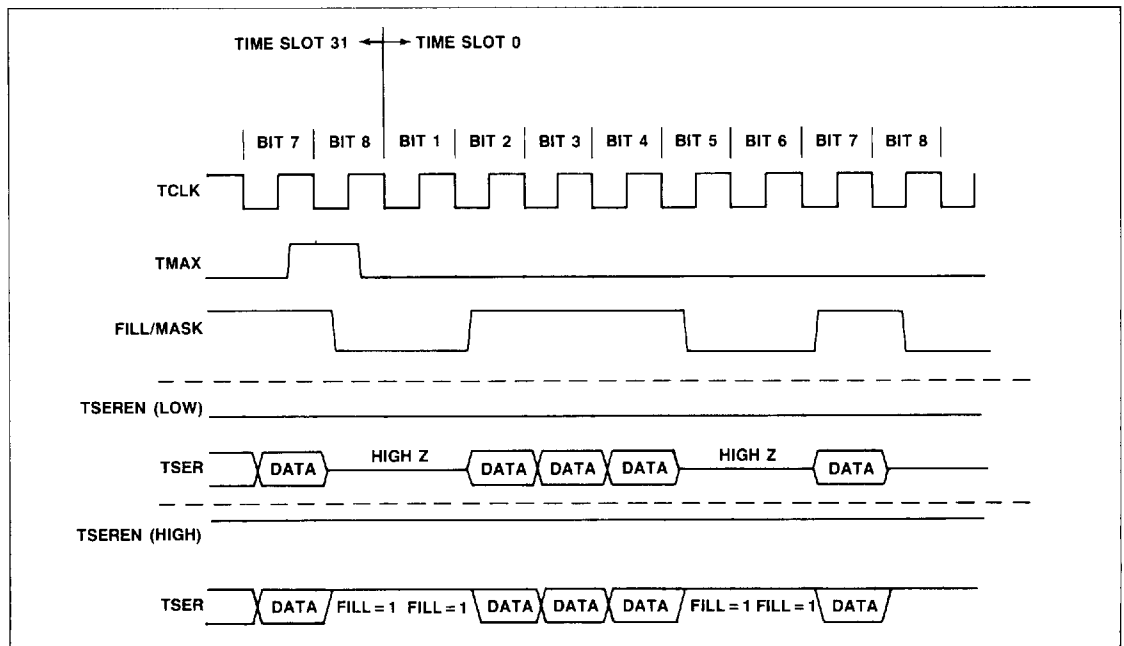 TIME SLOT 31 TIME SLOT 0
BIT 7 BIT 8 BIT 1 BIT 2 BIT 3 BIT 4 BIT 5 BIT 6 BIT 7 BIT 8
TCLK
TMAX
FILL/MASK
TSEREN (LOW)
TSER DATA HIGH Z DATA DATA DATA HIGH Z DATA
TSEREN (HIGH)
TSER DATA FILL = 1 FILL = 1 DATA DATA DATA FILL = 1 FILL = 1 DATA